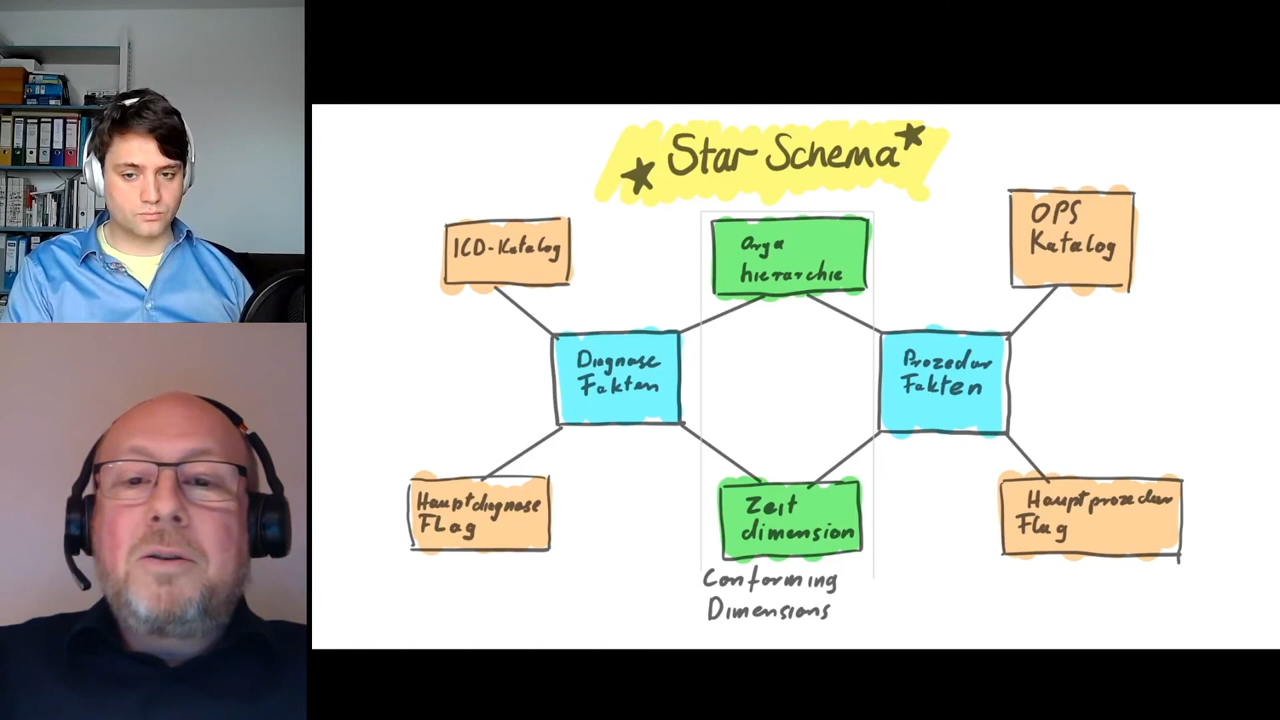 Star Schema
ICD-Katalog
Orga
hierarchie
OPS
Katalog
Diagnose
Fakten
Prozedur
Fakten
Hauptdiagnose
FLag
Zeit
dimension
Hauptprozedur
Flag
Conforming
Dimensions